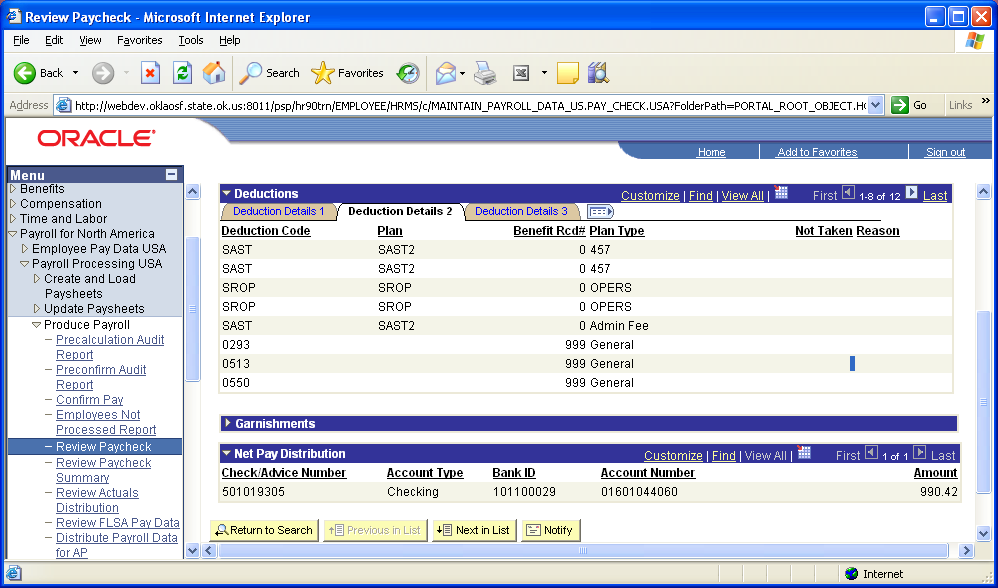 Review Paycheck - Microsoft Internet Explorer
File Edit View Favorites Tools Help
Back Search Favorites
Address http://webdev.oklaosf.state.ok.us:8011/psp/hr90trn/EMPLOYEE/HRMS/c/MAINTAIN_PAYROLL_DATA_US.PAY_CHECK.USA?FolderPath=PORTAL_ROOT_OBJECT.HC Go Links »
ORACLE®
Home Add to Favorites Sign out
Menu
Benefits
Compensation
Time and Labor
Payroll for North America
Employee Pay Data USA
Payroll Processing USA
Create and Load
Paysheets
Update Paysheets
Produce Payroll
– Precalculation Audit
Report
– Preconfirm Audit
Report
– Confirm Pay
– Employees Not
Processed Report
– Review Paycheck
– Review Paycheck
Summary
– Review Actuals
Distribution
– Review FLSA Pay Data
– Distribute Payroll Data
for AP
Deductions Customize | Find | View All | First 1-8 of 12 Last
Deduction Details 1 Deduction Details 2 Deduction Details 3
Deduction Code Plan Benefit Rcd# Plan Type Not Taken Reason
SAST SAST2 0 457
SAST SAST2 0 457
SROP SROP 0 OPERS
SROP SROP 0 OPERS
SAST SAST2 0 Admin Fee
0293 999 General
0513 999 General
0550 999 General
Garnishments
Net Pay Distribution Customize | Find | View All | First 1 of 1 Last
Check/Advice Number Account Type Bank ID Account Number Amount
501019305 Checking 101100029 01601044060 990.42
Return to Search Previous in List Next in List Notify
Internet